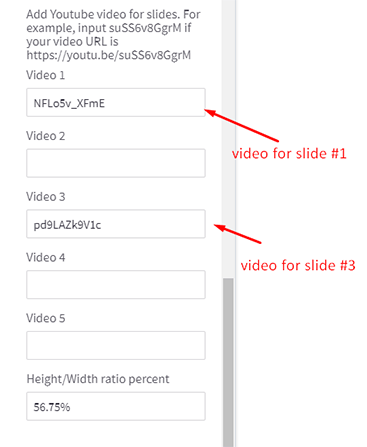 Add Youtube video for slides. For
example, input suSS6v8GgrM if
your video URL is
https://youtu.be/suSS6v8GgrM
Video 1
NFLo5v_XFmE
video for slide #1
Video 2
Video 3
pd9LAZk9V1c
video for slide #3
Video 4
Video 5
Height/Width ratio percent
56.75%